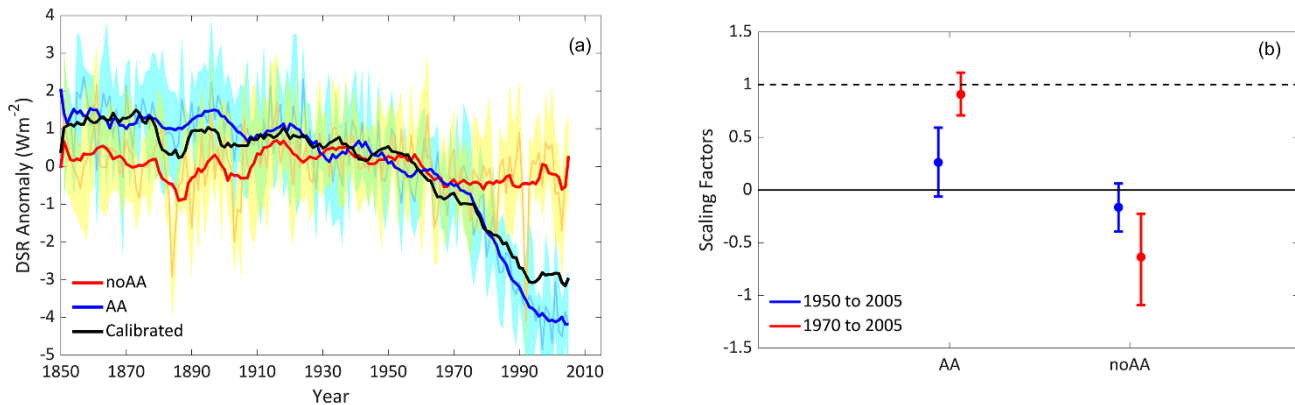 (a)
DSR Anomaly (Wm-2)
4
3
2
1
0
-1
-2
-3
-4
-5
noAA
AA
Calibrated
1850 1870 1890 1910 1930 1950 1970 1990 2010
Year
(b)
Scaling Factors
1.5
1
0.5
0
-0.5
-1
-1.5
1950 to 2005
1970 to 2005
AA noAA